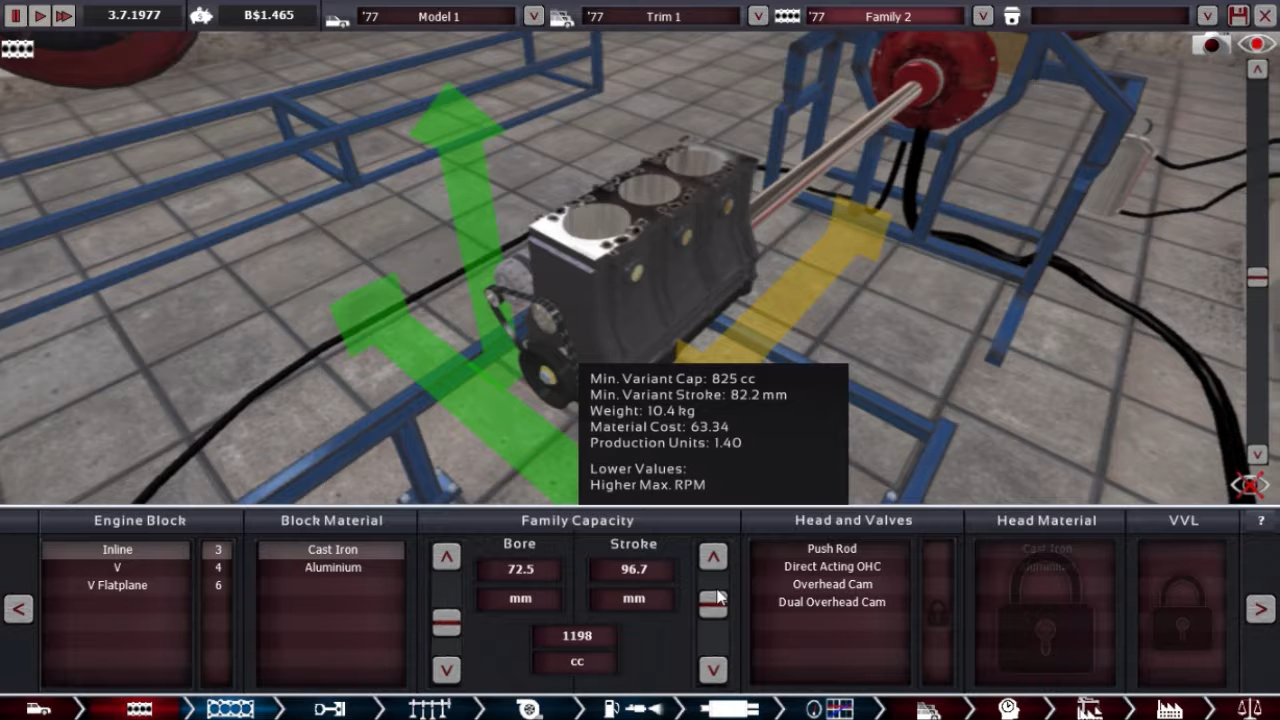 3.7.1977
B$1.465
'77 Model 1
'77 Trim 1
'77 Family 2
Min. Variant Cap: 825 cc
Min. Variant Stroke: 82.2 mm
Weight: 10.4 kg
Material Cost: 63.34
Production Units: 1.40
Lower Values:
Higher Max. RPM
Engine Block
Inline 3
V 4
V Flatplane 6
Block Material
Cast Iron
Aluminium
Family Capacity
Bore Stroke
72.5 96.7
mm mm
1198
cc
Head and Valves
Push Rod
Direct Acting OHC
Overhead Cam
Dual Overhead Cam
Head Material
Cast Iron
Aluminium
VVL
?